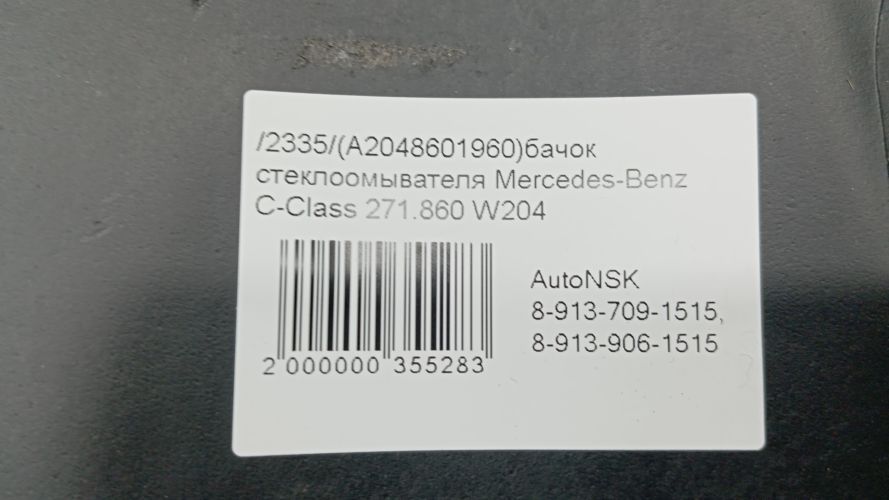 /2335/(A2048601960)бачок
стеклоомывателя Mercedes-Benz
C-Class 271.860 W204
AutoNSK
8-913-709-1515,
8-913-906-1515
2 000000 355283